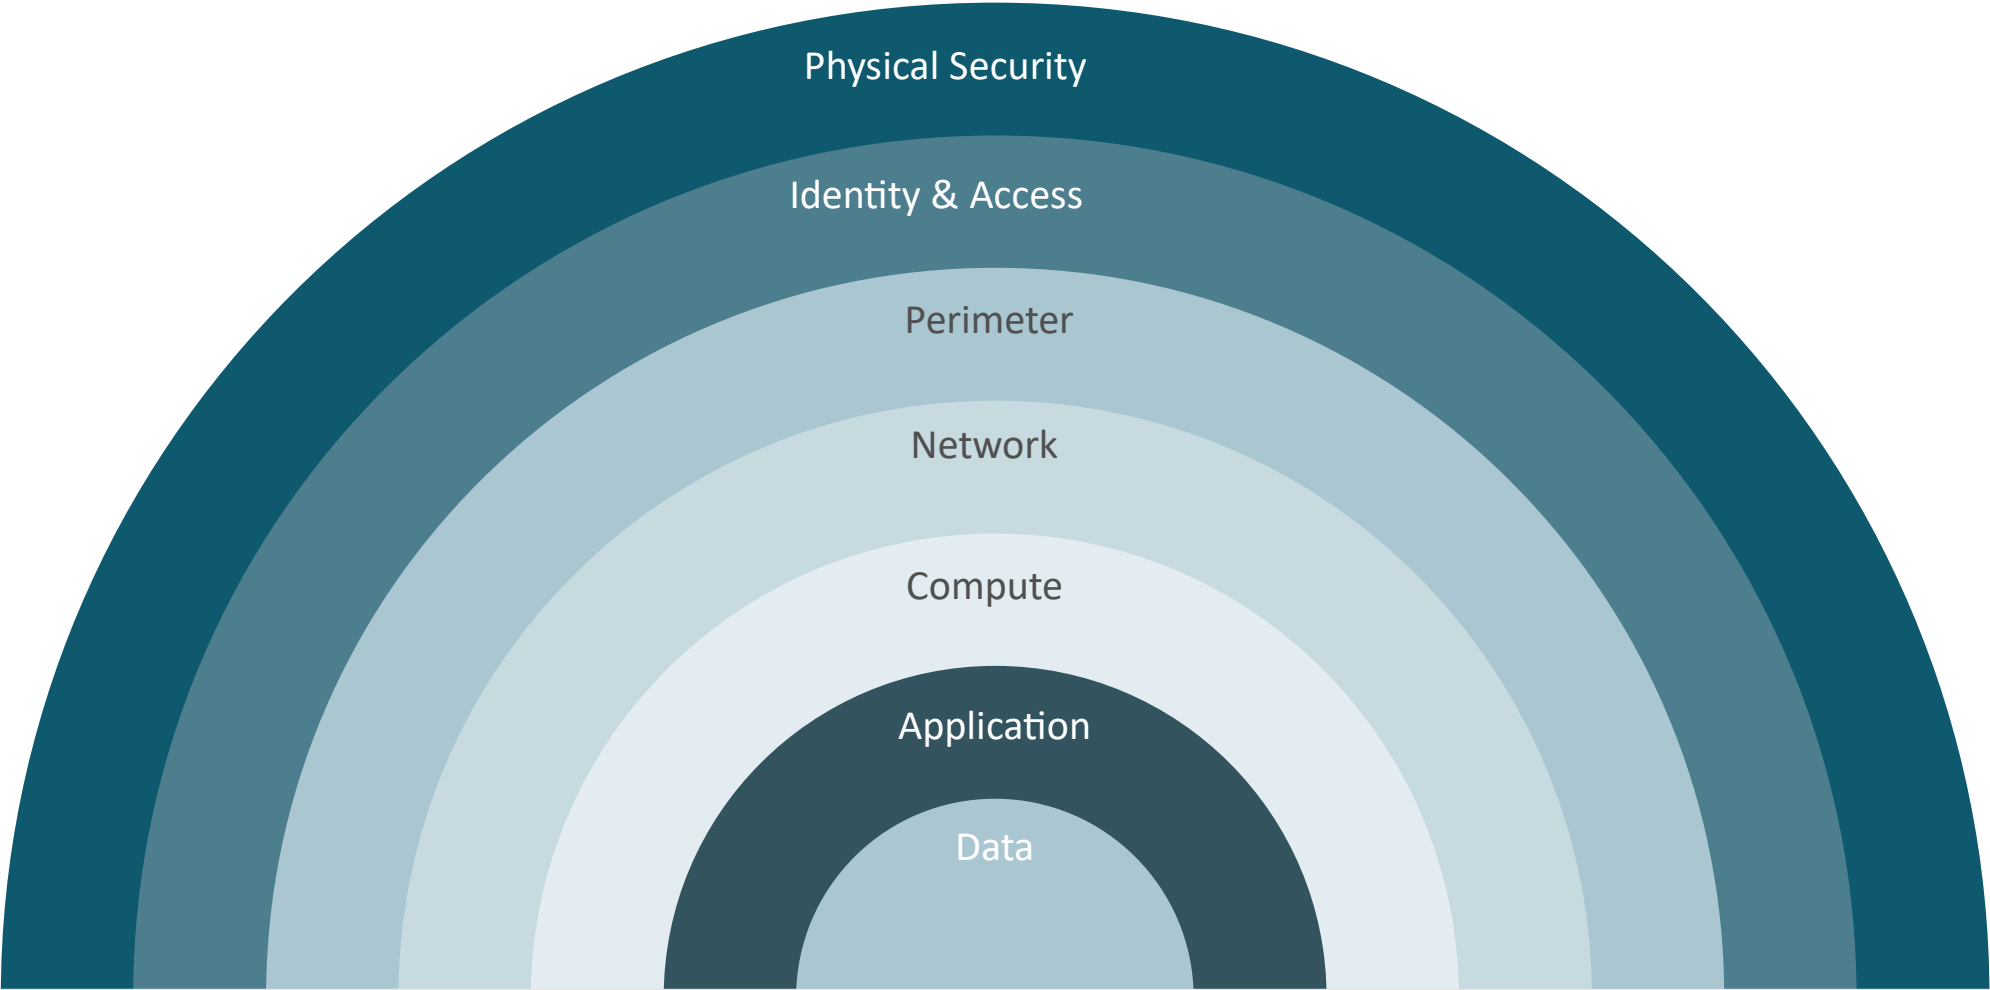 Physical Security
Identity & Access
Perimeter
Network
Compute
Application
Data